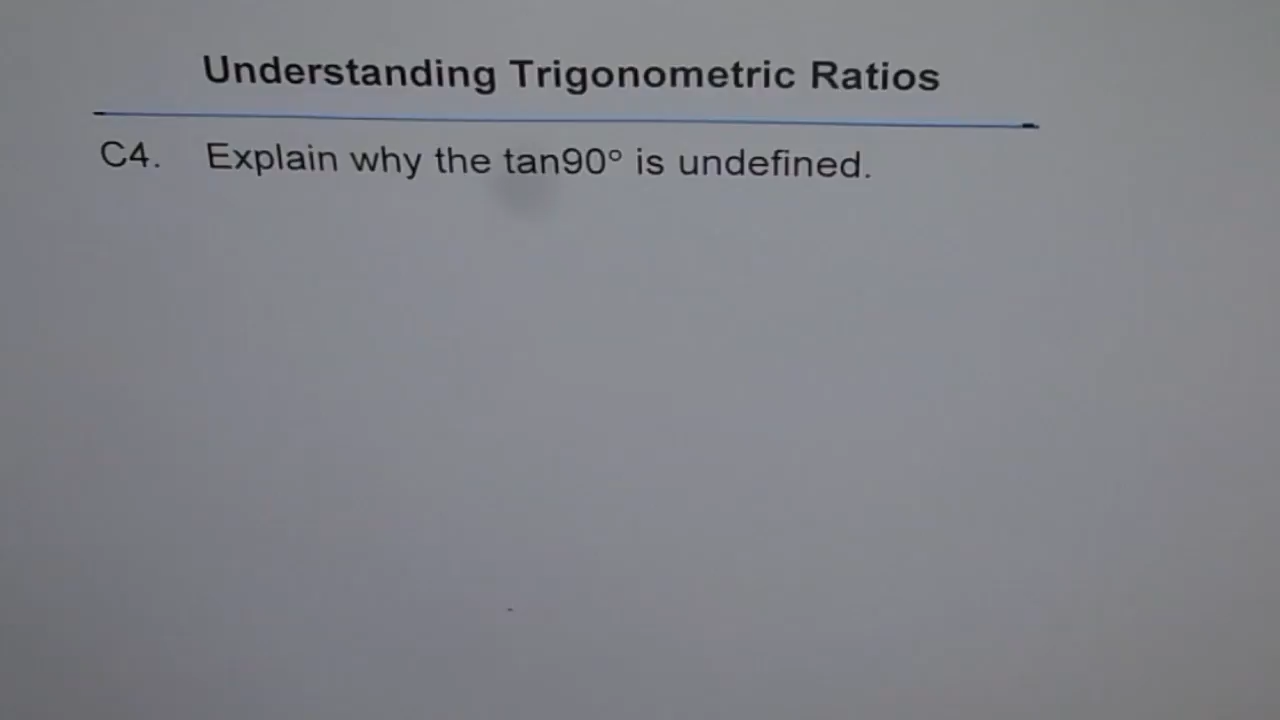 Understanding Trigonometric Ratios
C4. Explain why the tan90° is undefined.